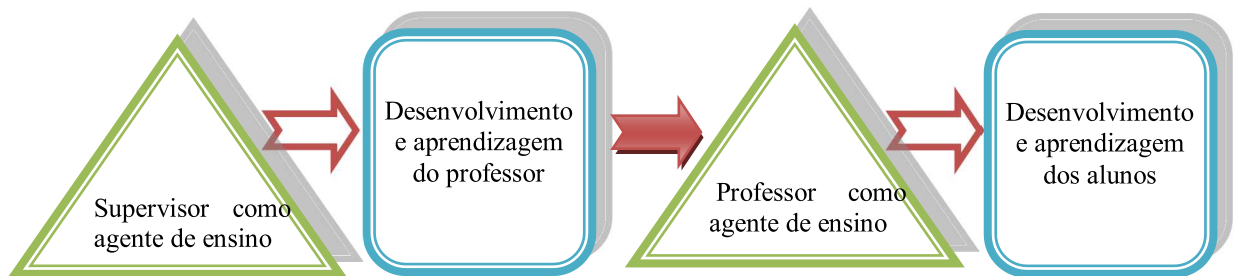 Supervisor como
agente de ensino
Desenvolvimento
e aprendizagem
do professor
Professor como
agente de ensino
Desenvolvimento
e aprendizagem
dos alunos